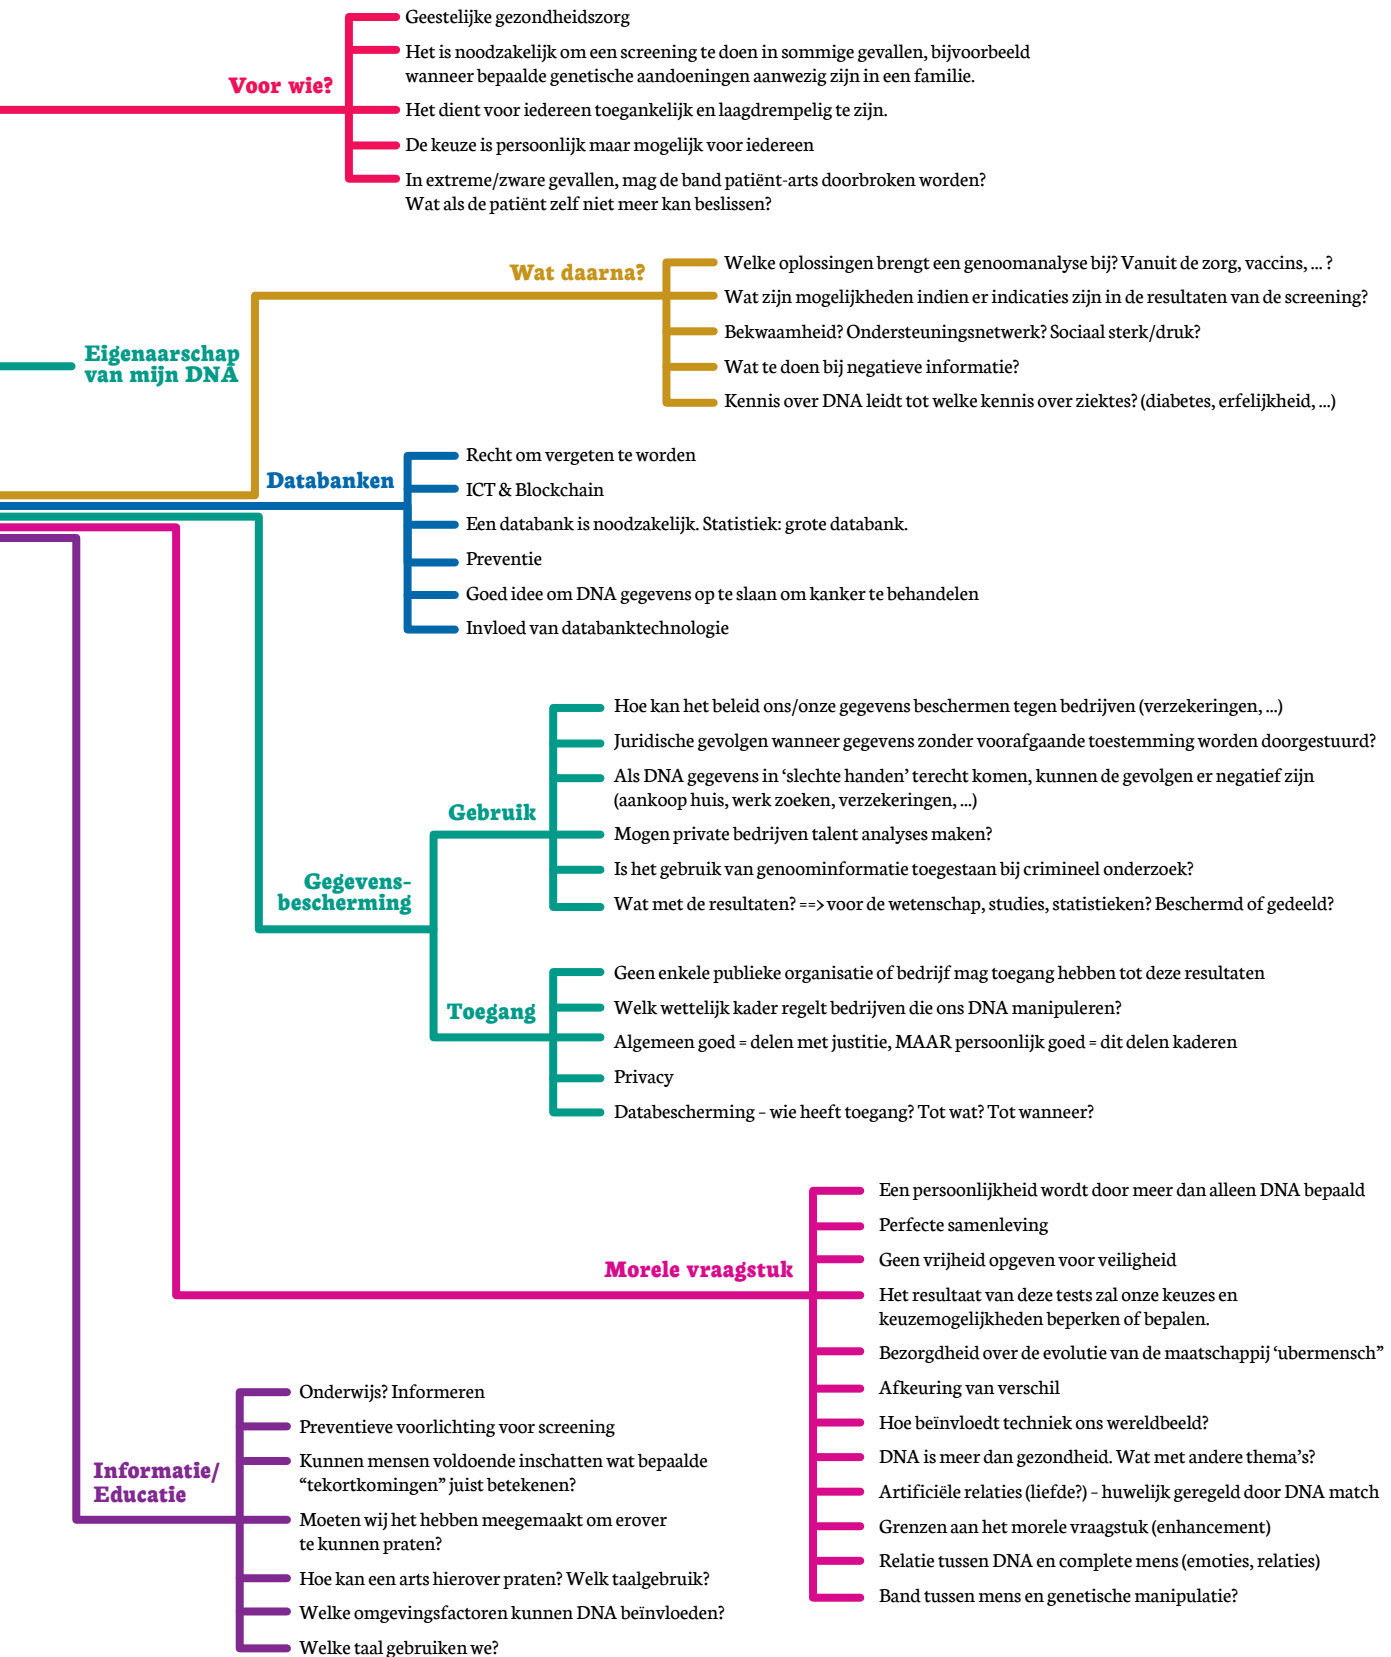 Voor wie?
Geestelijke gezondheidszorg
Het is noodzakelijk om een screening te doen in sommige gevallen, bijvoorbeeld
wanneer bepaalde genetische aandoeningen aanwezig zijn in een familie.
Het dient voor iedereen toegankelijk en laagdrempelig te zijn.
De keuze is persoonlijk maar mogelijk voor iedereen
In extreme/zware gevallen, mag de band patiënt-arts doorbroken worden?
Wat als de patiënt zelf niet meer kan beslissen?
Wat daarna?
Welke oplossingen brengt een genoomanalyse bij? Vanuit de zorg, vaccins, ... ?
Wat zijn mogelijkheden indien er indicaties zijn in de resultaten van de screening?
Bekwaamheid? Ondersteuningsnetwerk? Sociaal sterk/druk?
Wat te doen bij negatieve informatie?
Kennis over DNA leidt tot welke kennis over ziektes? (diabetes, erfelijkheid, ...)
Eigenaarschap
van mijn DNA
Databanken
Recht om vergeten te worden
ICT & Blockchain
Een databank is noodzakelijk. Statistiek: grote databank.
Preventie
Goed idee om DNA gegevens op te slaan om kanker te behandelen
Invloed van databanktechnologie
Gegevens-
bescherming
Gebruik
Hoe kan het beleid ons/onze gegevens beschermen tegen bedrijven (verzekeringen, ...)
Juridische gevolgen wanneer gegevens zonder voorafgaande toestemming worden doorgestuurd?
Als DNA gegevens in ‘slechte handen’ terecht komen, kunnen de gevolgen er negatief zijn
(aankoop huis, werk zoeken, verzekeringen, ...)
Mogen private bedrijven talent analyses maken?
Is het gebruik van genoominformatie toegestaan bij crimineel onderzoek?
Wat met de resultaten? ==> voor de wetenschap, studies, statistieken? Beschermd of gedeeld?
Toegang
Geen enkele publieke organisatie of bedrijf mag toegang hebben tot deze resultaten
Welk wettelijk kader regelt bedrijven die ons DNA manipuleren?
Algemeen goed = delen met justitie, MAAR persoonlijk goed = dit delen kaderen
Privacy
Databescherming – wie heeft toegang? Tot wat? Tot wanneer?
Morele vraagstuk
Een persoonlijkheid wordt door meer dan alleen DNA bepaald
Perfecte samenleving
Geen vrijheid opgeven voor veiligheid
Het resultaat van deze tests zal onze keuzes en
keuzemogelijkheden beperken of bepalen.
Bezorgdheid over de evolutie van de maatschappij ‘ubermensch”
Afkeuring van verschil
Hoe beïnvloedt techniek ons wereldbeeld?
DNA is meer dan gezondheid. Wat met andere thema’s?
Artificiële relaties (liefde?) – huwelijk geregeld door DNA match
Grenzen aan het morele vraagstuk (enhancement)
Relatie tussen DNA en complete mens (emoties, relaties)
Band tussen mens en genetische manipulatie?
Informatie/
Educatie
Onderwijs? Informeren
Preventieve voorlichting voor screening
Kunnen mensen voldoende inschatten wat bepaalde
“tekortkomingen” juist betekenen?
Moeten wij het hebben meegemaakt om erover
te kunnen praten?
Hoe kan een arts hierover praten? Welk taalgebruik?
Welke omgevingsfactoren kunnen DNA beïnvloeden?
Welke taal gebruiken we?